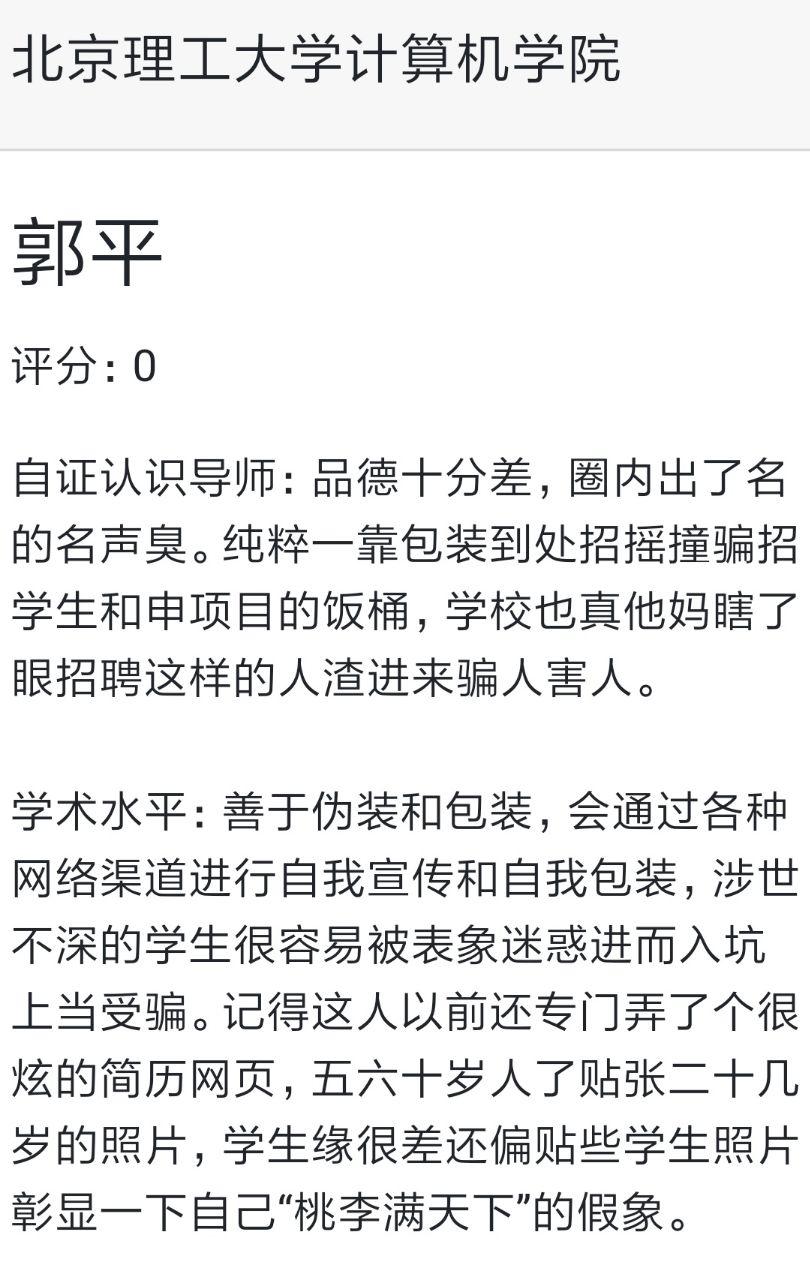 北京理工大学计算机学院
郭平
评分: 0
自证认识导师: 品德十分差, 圈内出了名
的名声臭。纯粹一靠包装到处招摇撞骗招
学生和申项目的饭桶, 学校也真他妈瞎了
眼招聘这样的人渣进来骗人害人。
学术水平: 善于伪装和包装, 会通过各种
网络渠道进行自我宣传和自我包装, 涉世
不深的学生很容易被表象迷惑进而入坑
上当受骗。记得这人以前还专门弄了个很
炫的简历网页, 五六十岁人了贴张二十几
岁的照片, 学生缘很差还偏贴些学生照片
彰显一下自己“桃李满天下”的假象。